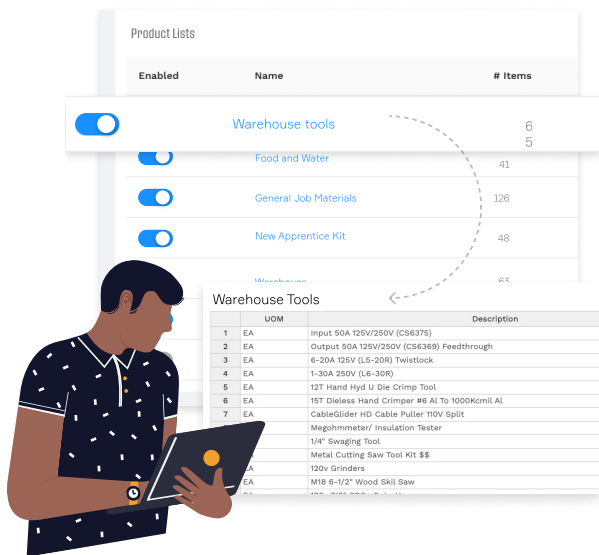 Product Lists
Enabled Name # Items
Warehouse tools 6
5
Food and Water 41
General Job Materials 126
New Apprentice Kit 48
Warehouse 63
Warehouse Tools
UOM Description
1 EA Input 50A 125V/250V (CS6375)
2 EA Output 50A 125V/250V (CS6369) Feedthrough
3 EA 6-20A 125V (L5-20R) Twistlock
4 EA 1-30A 250V (L6-30R)
5 EA 12T Hand Hyd U Die Crimp Tool
6 EA 15T Dieless Hand Crimper #6 Al To 1000Kcmil Al
7 EA CableGlider HD Cable Puller 110V Split
Megohmmeter/ Insulation Tester
1/4" Swaging Tool
EA Metal Cutting Saw Tool Kit $$
EA 120v Grinders
EA M18 6-1/2" Wood Skil Saw
EA